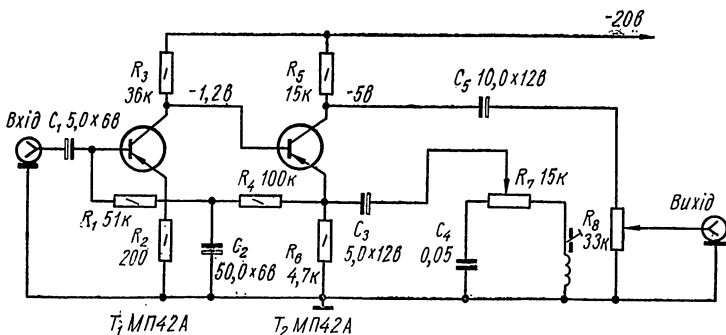 -20в
R3 36к
-1,2в
R5 15к
-5в
C5 10,0×12в
Вхід
C1 5,0×6в
R4 100к
R7 15к
R1 51к
R2 200
C2 50,0×6в
R6 4,7к
C3 5,0×12в
C4 0,05
R8 33к
Вихід
T1 МП42А
T2 МП42А